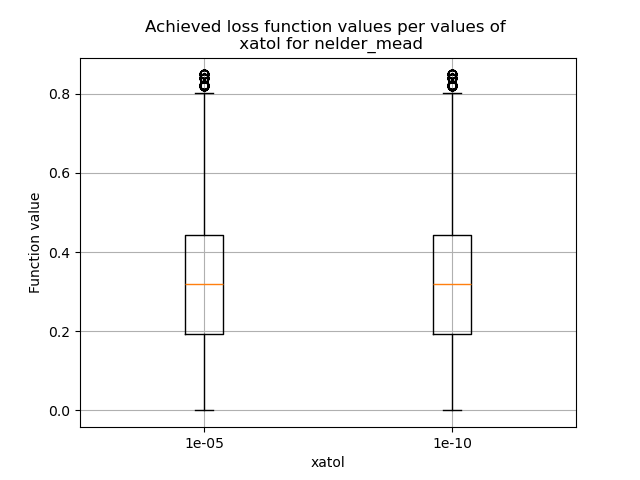 Achieved loss function values per values of
xatol for nelder_mead
Function value
0.8
0.6
0.4
0.2
0.0
1e-05
1e-10
xatol